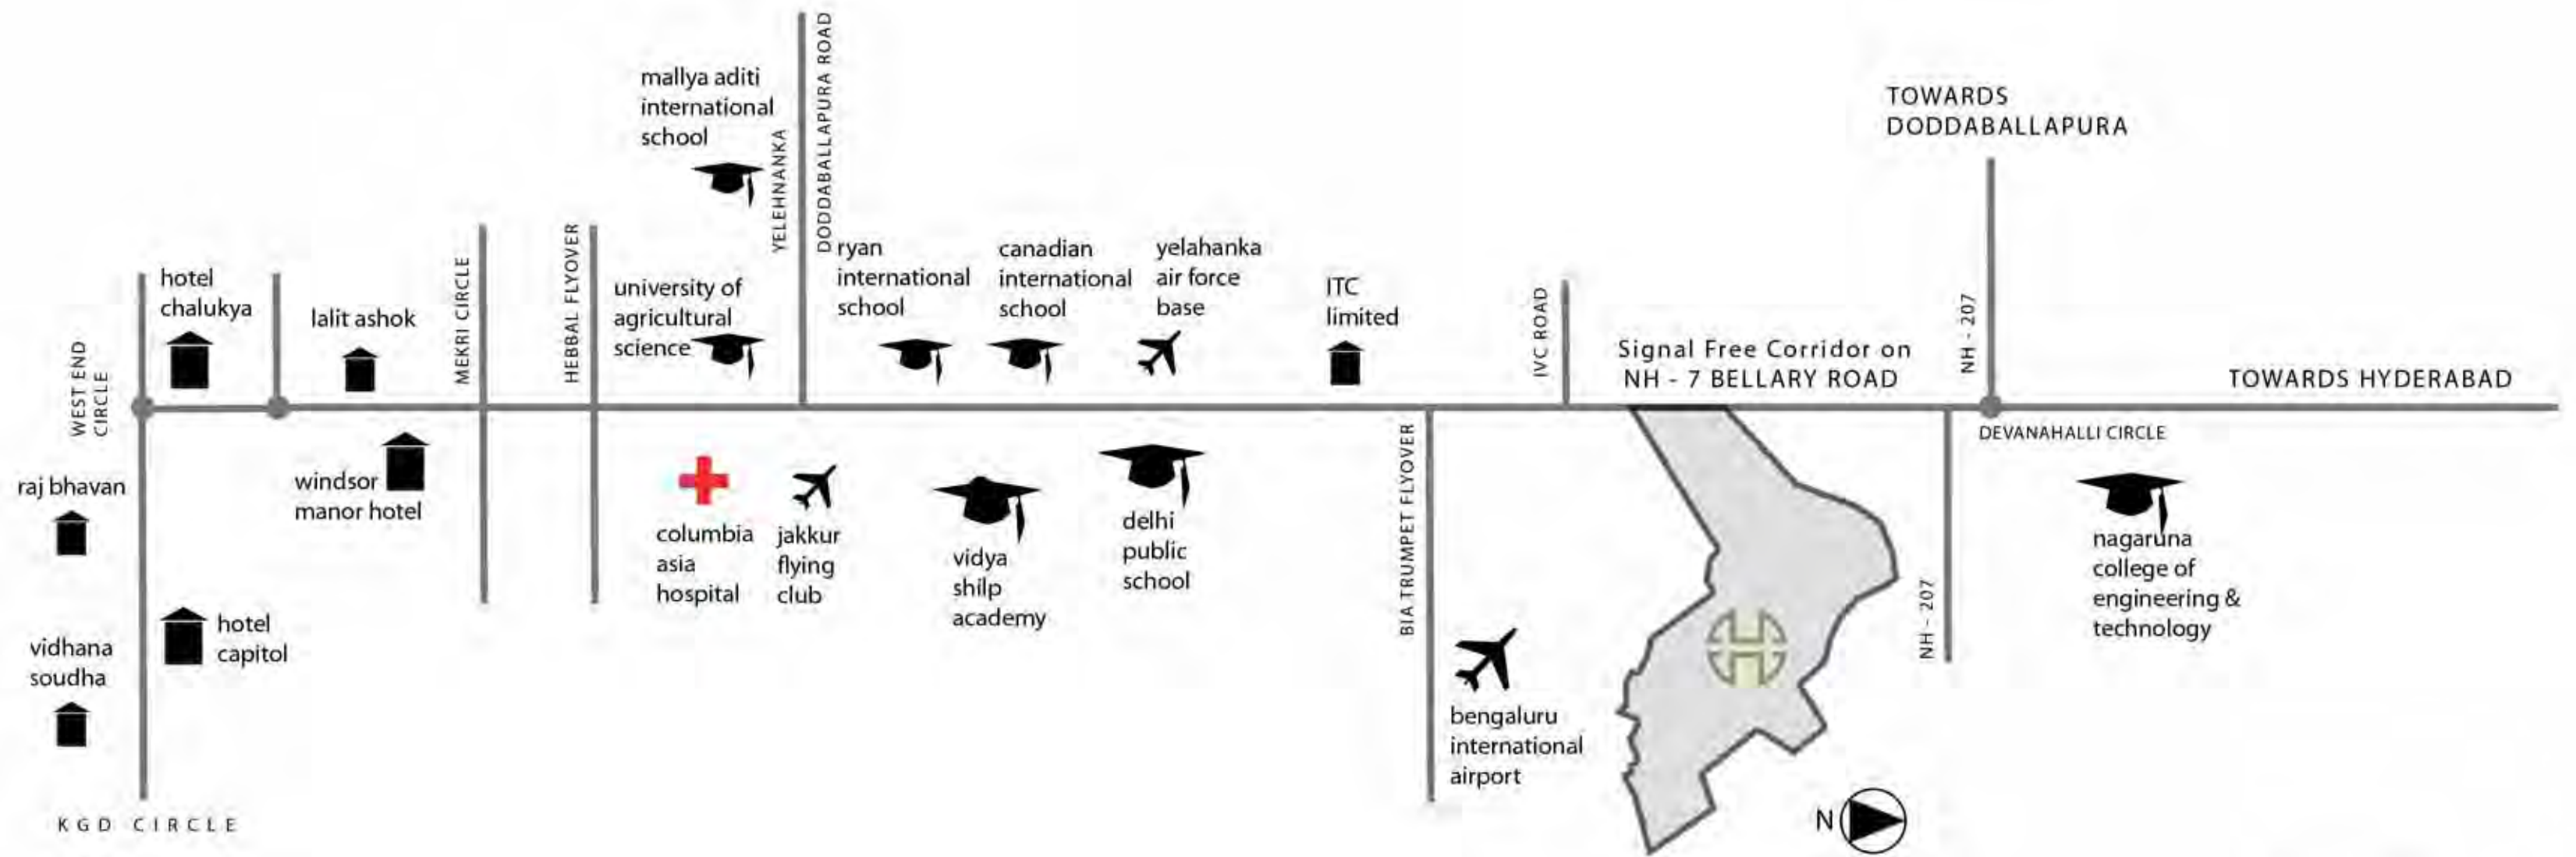 WEST END
CIRCLE
hotel
chalukya
lalit ashok
MEKRI CIRCLE
HEBBAL FLYOVER
mallya aditi
international
school
university of
agricultural
science
YELEHNANKA
DODDABALLAPURA ROAD
ryan
international
school
canadian
international
school
yelahanka
air force
base
ITC
limited
IVC ROAD
Signal Free Corridor on
NH - 7 BELLARY ROAD
TOWARDS
DODDABALLAPURA
NH - 207
TOWARDS HYDERABAD
DEVANAHALLI CIRCLE
raj bhavan
windsor
manor hotel
columbia
asia
hospital
jakkur
flying
club
vidya
shilp
academy
delhi
public
school
BIA TRUMPET FLYOVER
NH - 207
nagaruna
college of
engineering &
technology
vidhana
soudha
hotel
capitol
bengaluru
international
airport
KGD CIRCLE
N